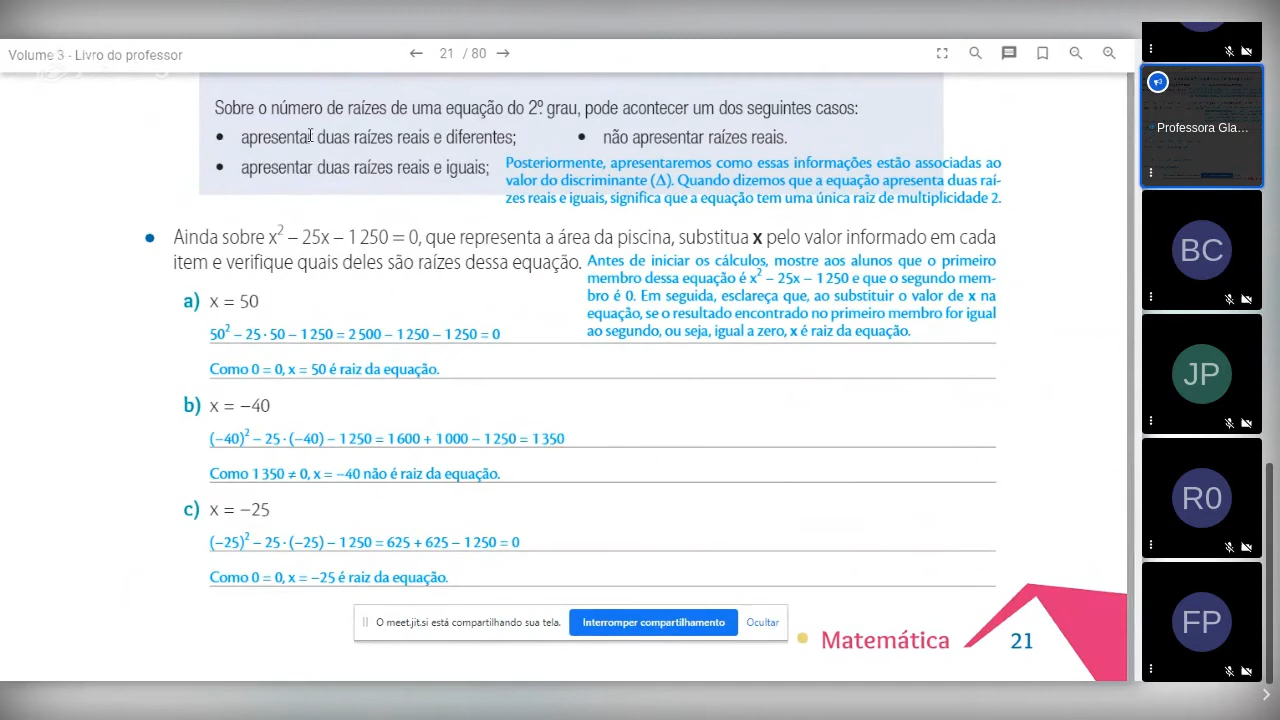 Volume 3 - Livro do professor
21 / 80
Sobre o número de raízes de uma equação do 2º. grau, pode acontecer um dos seguintes casos:
• apresentar duas raízes reais e diferentes;
• não apresentar raízes reais.
• apresentar duas raízes reais e iguais;
Posteriormente, apresentaremos como essas informações estão associadas ao
valor do discriminante (Δ). Quando dizemos que a equação apresenta duas raí-
zes reais e iguais, significa que a equação tem uma única raiz de multiplicidade 2.
• Ainda sobre x² – 25x – 1 250 = 0, que representa a área da piscina, substitua x pelo valor informado em cada
item e verifique quais deles são raízes dessa equação.
Antes de iniciar os cálculos, mostre aos alunos que o primeiro
membro dessa equação é x² – 25x – 1 250 e que o segundo mem-
bro é 0. Em seguida, esclareça que, ao substituir o valor de x na
equação, se o resultado encontrado no primeiro membro for igual
ao segundo, ou seja, igual a zero, x é raiz da equação.
a) x = 50
50² – 25 · 50 – 1 250 = 2 500 – 1 250 – 1 250 = 0
Como 0 = 0, x = 50 é raiz da equação.
b) x = –40
(–40)² – 25 · (–40) – 1 250 = 1 600 + 1 000 – 1 250 = 1 350
Como 1 350 ≠ 0, x = –40 não é raiz da equação.
c) x = –25
(–25)² – 25 · (–25) – 1 250 = 625 + 625 – 1 250 = 0
Como 0 = 0, x = –25 é raiz da equação.
O meet.jit.si está compartilhando sua tela.
Interromper compartilhamento
Ocultar
Matemática 21
Professora Gla...
BC
JP
R0
FP